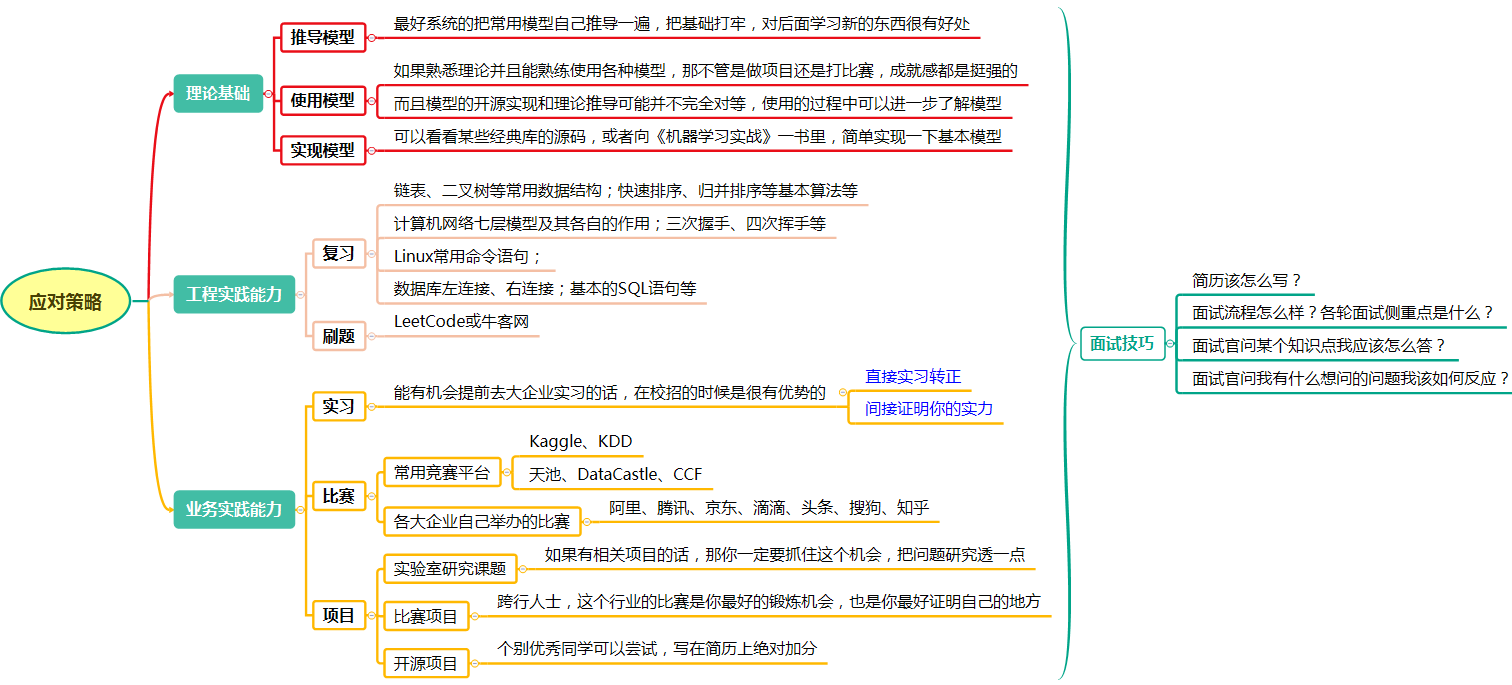 应对策略
理论基础
推导模型
最好系统的把常用模型自己推导一遍，把基础打牢，对后面学习新的东西很有好处
使用模型
如果熟悉理论并且能熟练使用各种模型，那不管是做项目还是打比赛，成就感都是挺强的
而且模型的开源实现和理论推导可能并不完全对等，使用的过程中可以进一步了解模型
实现模型
可以看看某些经典库的源码，或者向《机器学习实战》一书里，简单实现一下基本模型
工程实践能力
复习
链表、二叉树等常用数据结构；快速排序、归并排序等基本算法等
计算机网络七层模型及其各自的作用；三次握手、四次挥手等
Linux常用命令语句；
数据库左连接、右连接；基本的SQL语句等
刷题
LeetCode或牛客网
业务实践能力
实习
能有机会提前去大企业实习的话，在校招的时候是很有优势的
直接实习转正
间接证明你的实力
比赛
常用竞赛平台
Kaggle、KDD
天池、DataCastle、CCF
各大企业自己举办的比赛
阿里、腾讯、京东、滴滴、头条、搜狗、知乎
项目
实验室研究课题
如果有相关项目的话，那你一定要抓住这个机会，把问题研究透一点
比赛项目
跨行人士，这个行业的比赛是你最好的锻炼机会，也是你最好证明自己的地方
开源项目
个别优秀同学可以尝试，写在简历上绝对加分
面试技巧
简历该怎么写？
面试流程怎么样？各轮面试侧重点是什么？
面试官问某个知识点我应该怎么答？
面试官问我有什么想问的问题我该如何反应？